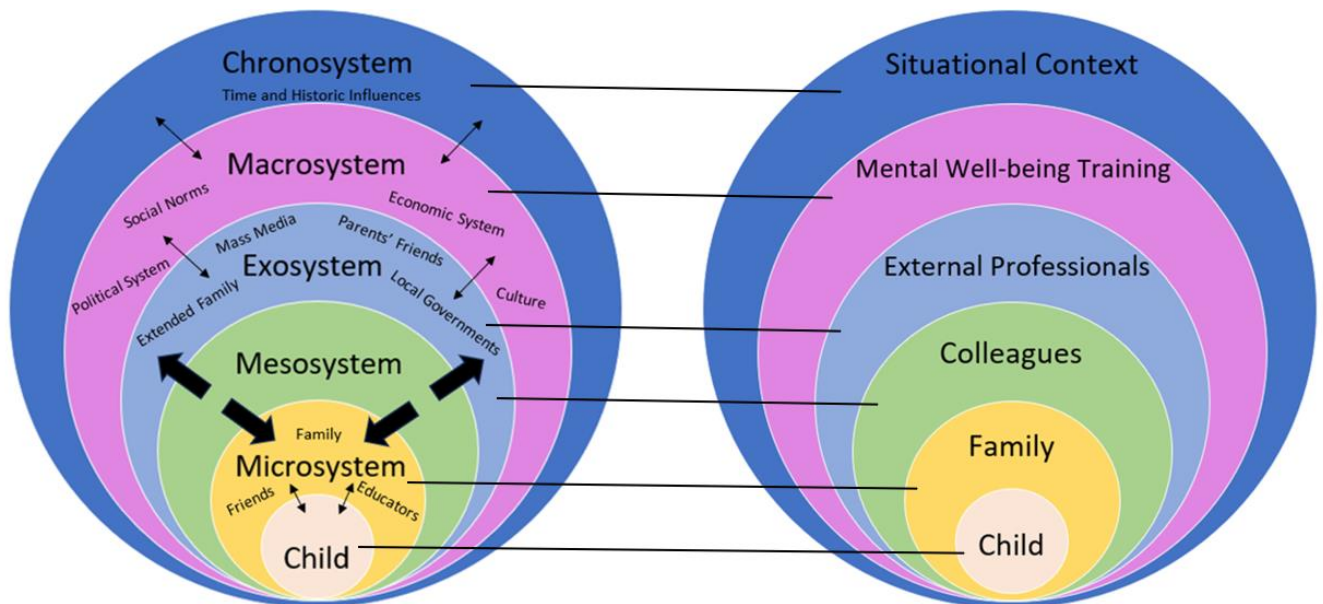 Chronosystem
Time and Historic Influences
Macrosystem
Social Norms
Economic System
Political System
Culture
Mass Media
Parents' Friends
Exosystem
Extended Family
Local Governments
Mesosystem
Family
Microsystem
Friends
Educators
Child
Situational Context
Mental Well-being Training
External Professionals
Colleagues
Family
Child